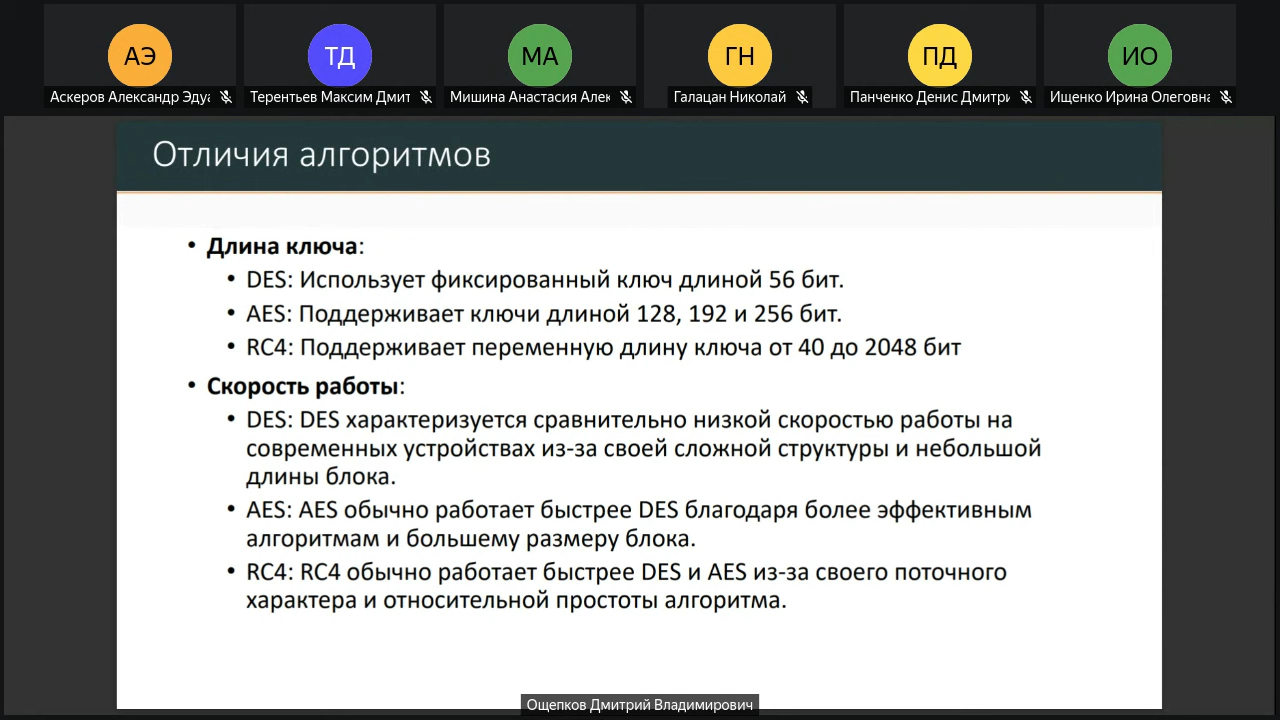 АЭ
ТД
МА
ГН
ПД
ИО
Аскеров Александр Эдуа
Терентьев Максим Дмит
Мишина Анастасия Алек
Галацан Николай
Панченко Денис Дмитри
Ищенко Ирина Олеговна
Отличия алгоритмов
• Длина ключа:
• DES: Использует фиксированный ключ длиной 56 бит.
• AES: Поддерживает ключи длиной 128, 192 и 256 бит.
• RC4: Поддерживает переменную длину ключа от 40 до 2048 бит
• Скорость работы:
• DES: DES характеризуется сравнительно низкой скоростью работы на
современных устройствах из-за своей сложной структуры и небольшой
длины блока.
• AES: AES обычно работает быстрее DES благодаря более эффективным
алгоритмам и большему размеру блока.
• RC4: RC4 обычно работает быстрее DES и AES из-за своего поточного
характера и относительной простоты алгоритма.
Ощепков Дмитрий Владимирович